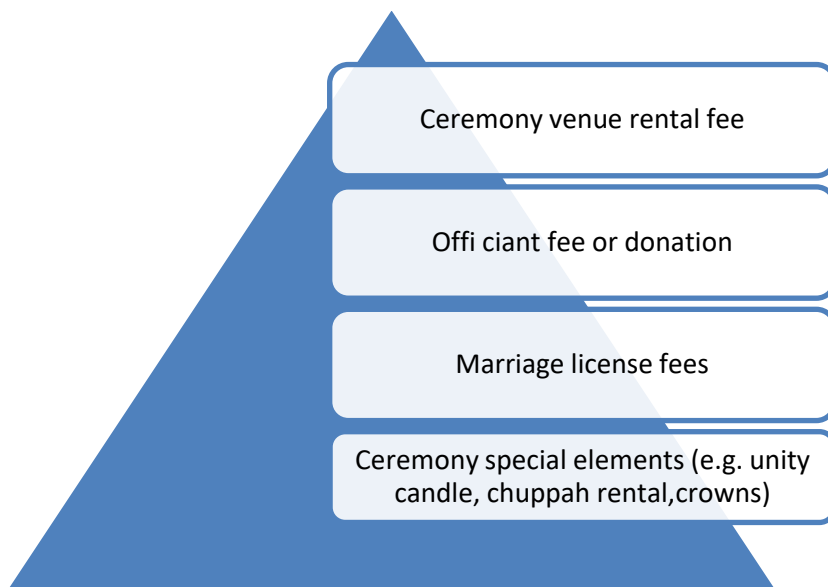 Ceremony venue rental fee
Offi ciant fee or donation
Marriage license fees
Ceremony special elements (e.g. unity
candle, chuppah rental,crowns)